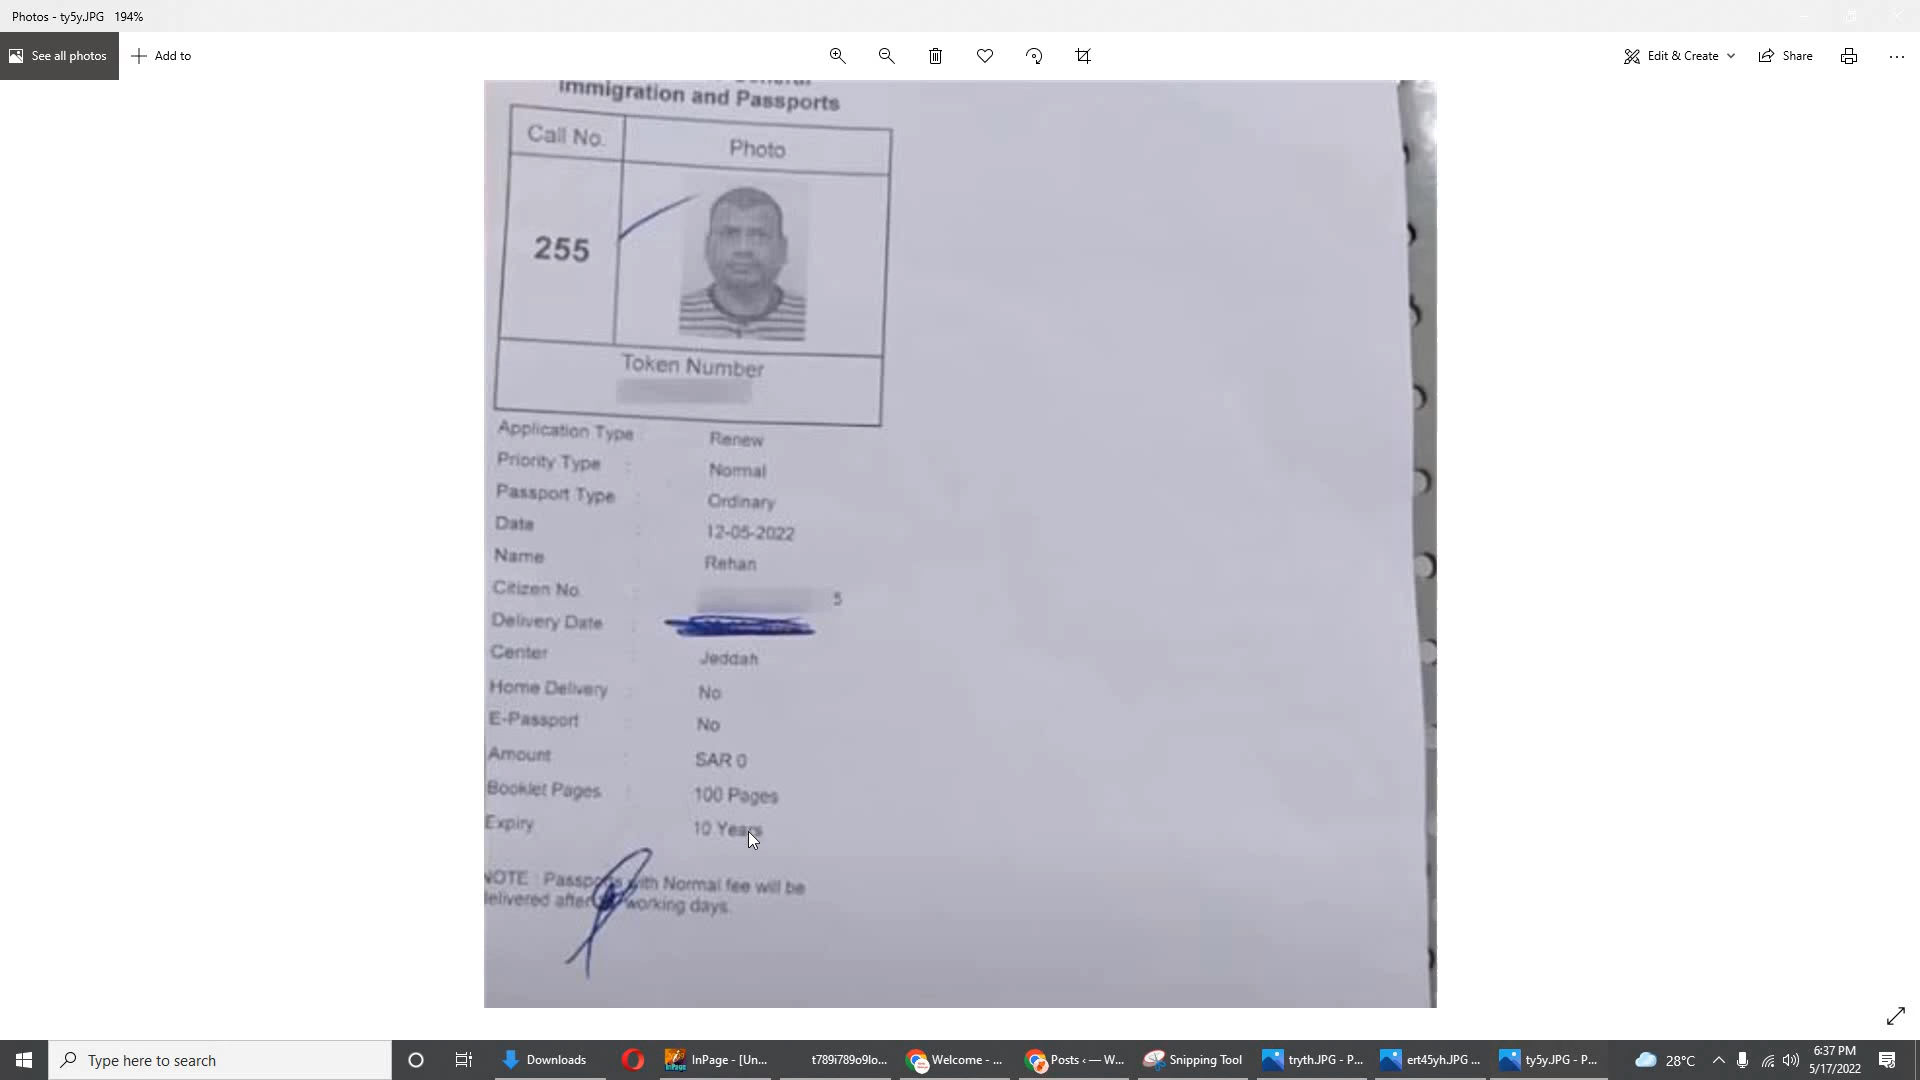 Photos - ty5y.JPG 194%
See all photos
Add to
Edit & Create
Share
General
Immigration and Passports
Call No.
Photo
255
Token Number
Application Type : Renew
Priority Type : Normal
Passport Type : Ordinary
Date : 12-05-2022
Name : Rehan
Citizen No. : 5
Delivery Date :
Center : Jeddah
Home Delivery : No
E-Passport : No
Amount : SAR 0
Booklet Pages : 100 Pages
Expiry 10 Years
NOTE : Passports with Normal fee will be
delivered after working days.
Type here to search
Downloads
InPage - [Un...
t789i789o9lo...
Welcome - ...
Posts ‹ — W...
Snipping Tool
tryth.JPG - P...
ert45yh.JPG ...
ty5y.JPG - P...
28°C
6:37 PM
5/17/2022